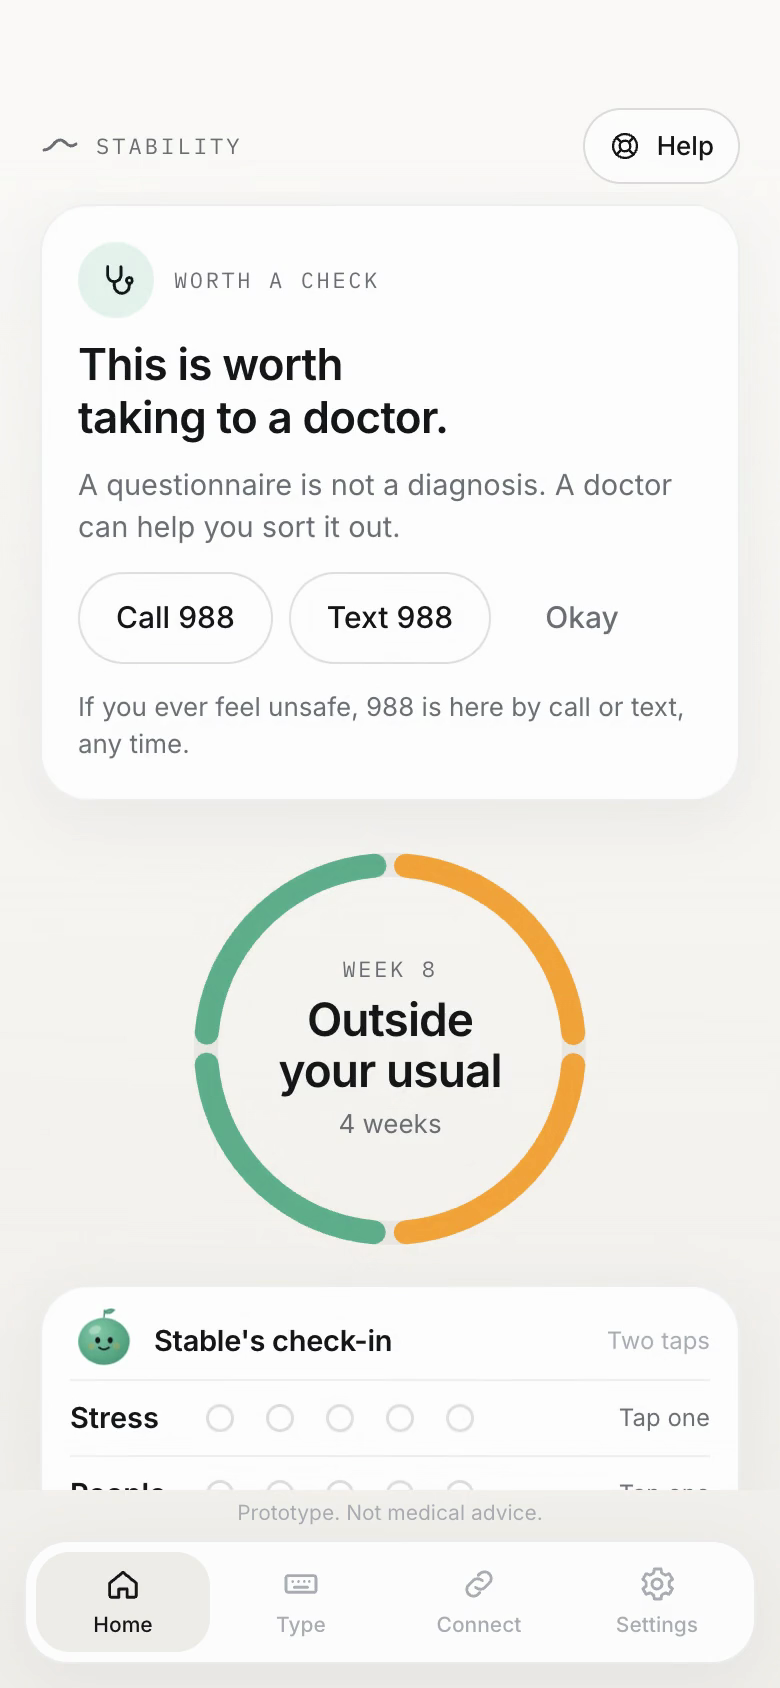 STABILITY
Help
WORTH A CHECK
This is worth
taking to a doctor.
A questionnaire is not a diagnosis. A doctor
can help you sort it out.
Call 988
Text 988
Okay
If you ever feel unsafe, 988 is here by call or text,
any time.
WEEK 8
Outside
your usual
4 weeks
Stable's check-in
Two taps
Stress
Tap one
People
Tap one
Prototype. Not medical advice.
Home
Type
Connect
Settings